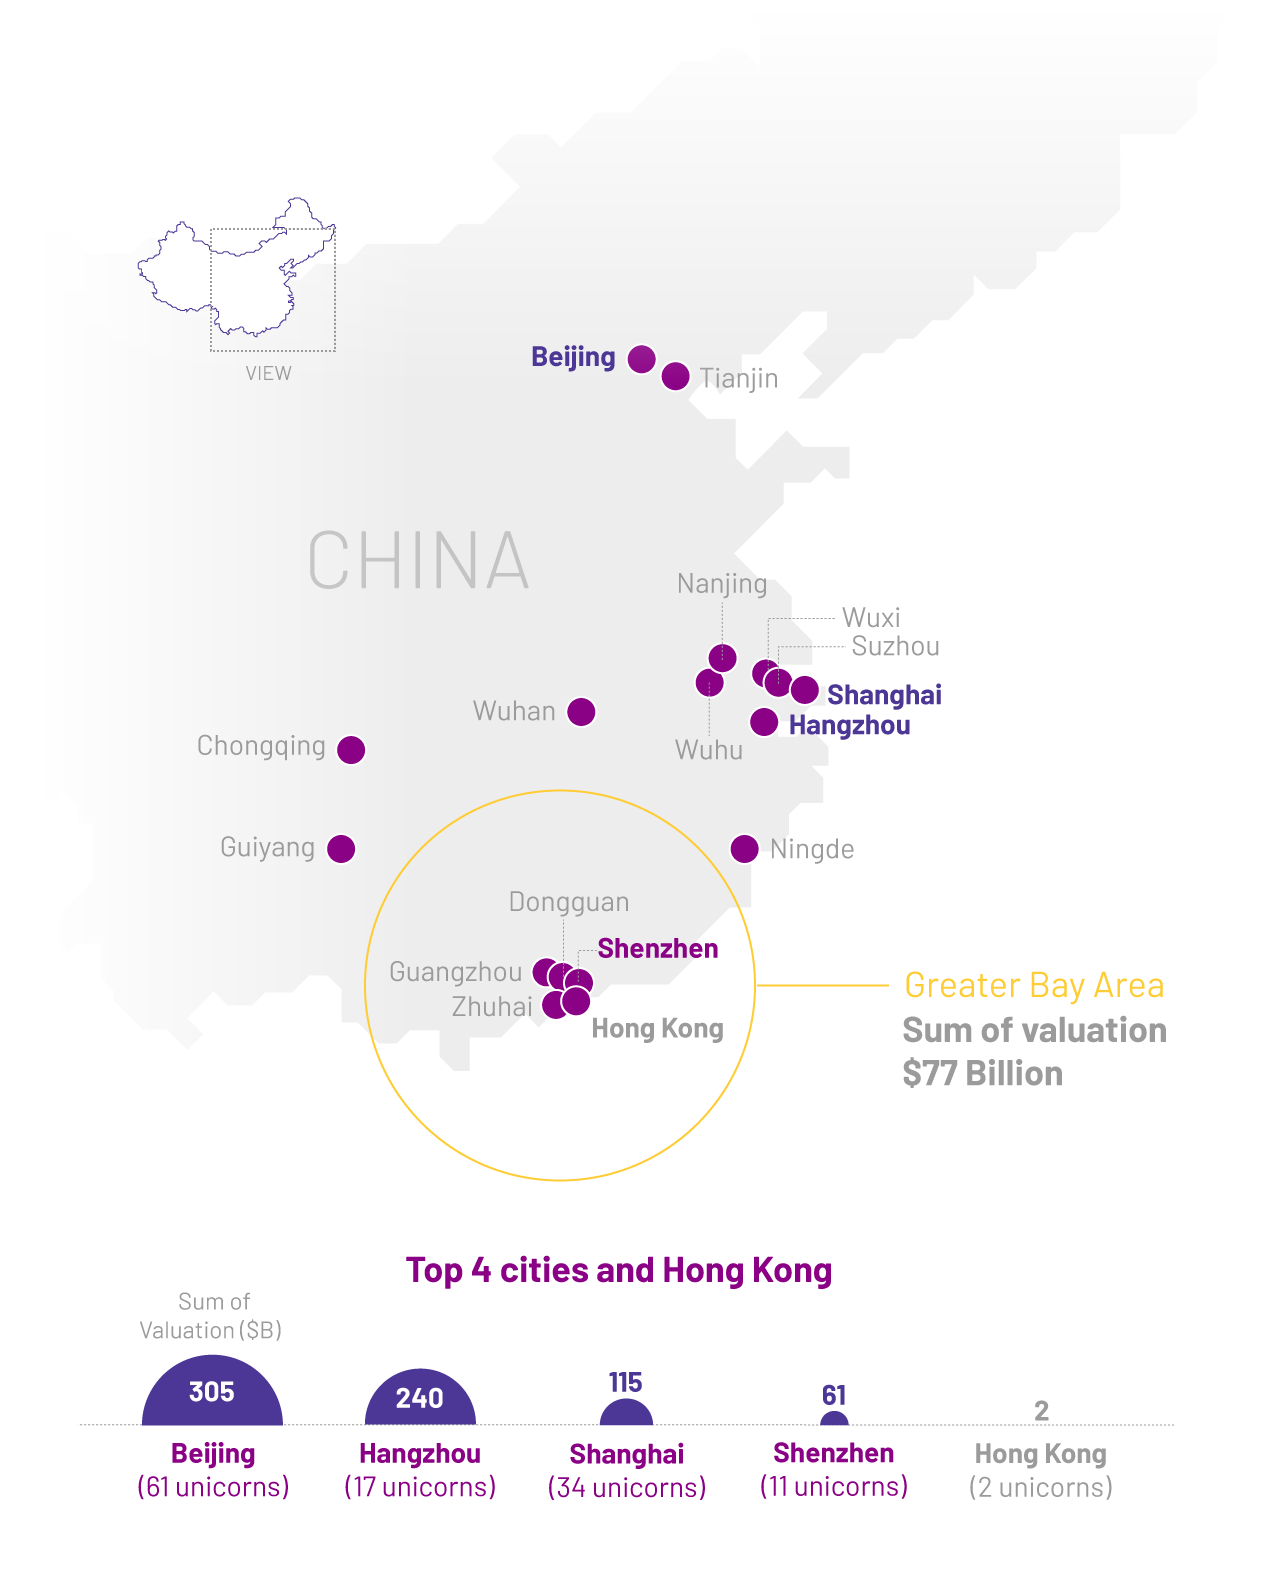 VIEW
Beijing
Tianjin
CHINA
Nanjing
Wuxi
Suzhou
Shanghai
Hangzhou
Wuhan
Wuhu
Chongqing
Guiyang
Ningde
Dongguan
Shenzhen
Guangzhou
Zhuhai
Hong Kong
Greater Bay Area
Sum of valuation
$77 Billion
Top 4 cities and Hong Kong
Sum of
Valuation ($B)
305
240
115
61
2
Beijing
(61 unicorns)
Hangzhou
(17 unicorns)
Shanghai
(34 unicorns)
Shenzhen
(11 unicorns)
Hong Kong
(2 unicorns)